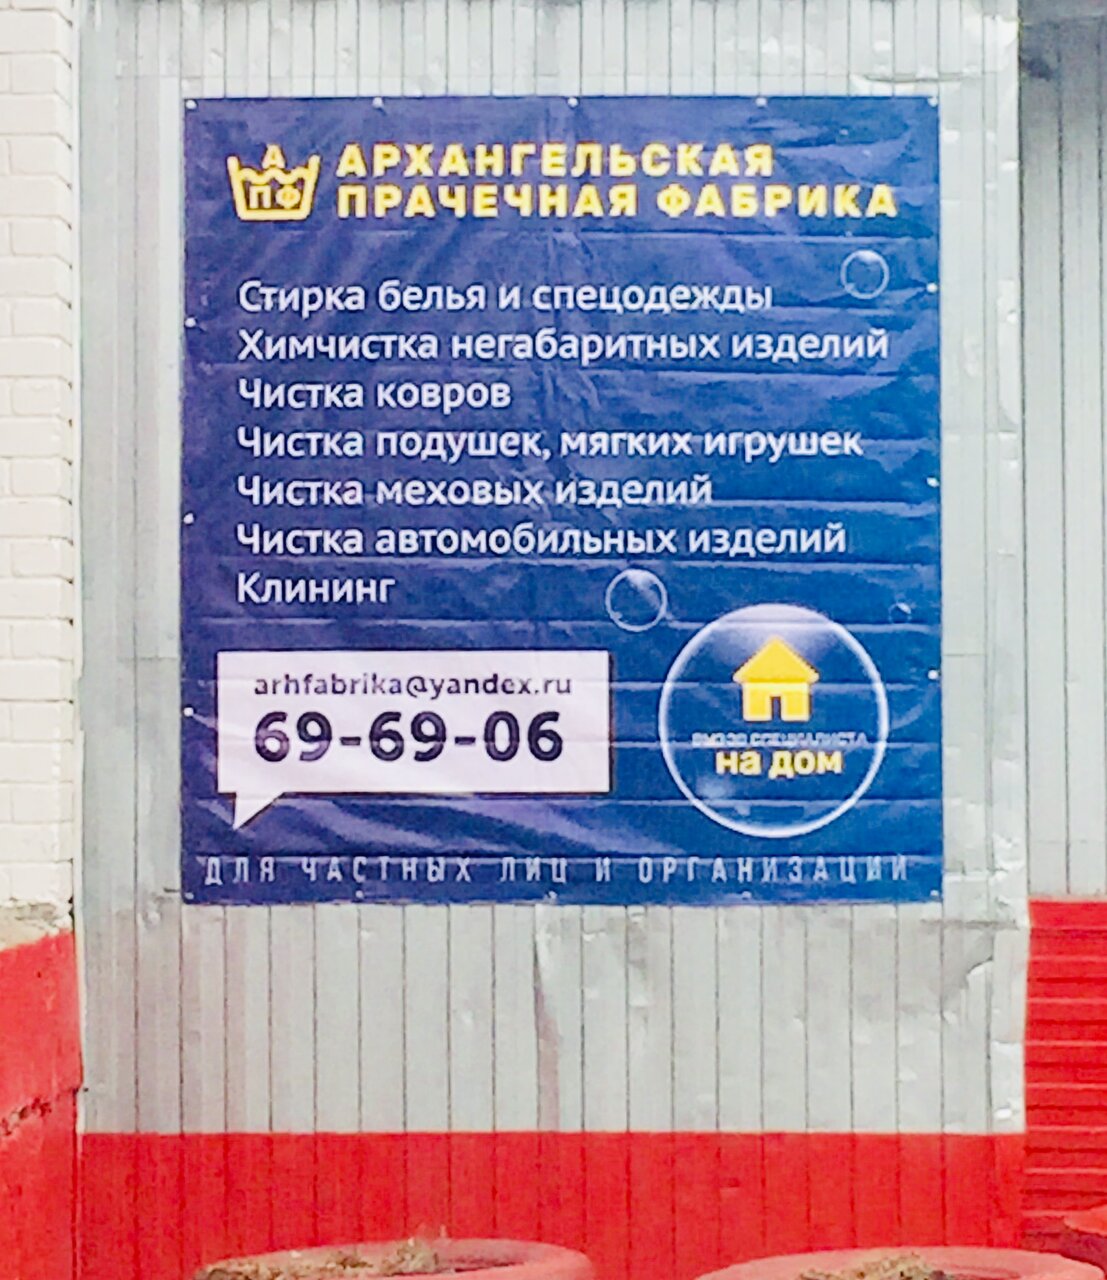 А
ПФ
АРХАНГЕЛЬСКАЯ
ПРАЧЕЧНАЯ ФАБРИКА
Стирка белья и спецодежды
Химчистка негабаритных изделий
Чистка ковров
Чистка подушек, мягких игрушек
Чистка меховых изделий
Чистка автомобильных изделий
Клининг
arhfabrika@yandex.ru
69-69-06
ВЫЗОВ СПЕЦИАЛИСТА
на дом
ДЛЯ ЧАСТНЫХ ЛИЦ И ОРГАНИЗАЦИЙ